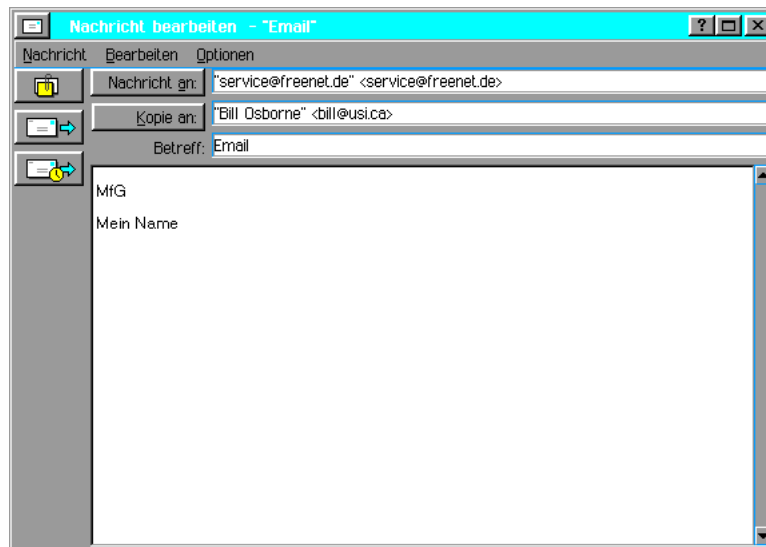 Nachricht bearbeiten - "Email"
?
Nachricht Bearbeiten Optionen
Nachricht an: "service@freenet.de" <service@freenet.de>
Kopie an: "Bill Osborne" <bill@usi.ca>
Betreff: Email
MfG
Mein Name